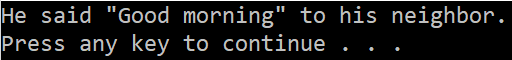 He said "Good morning" to his neighbor.
Press any key to continue . . .